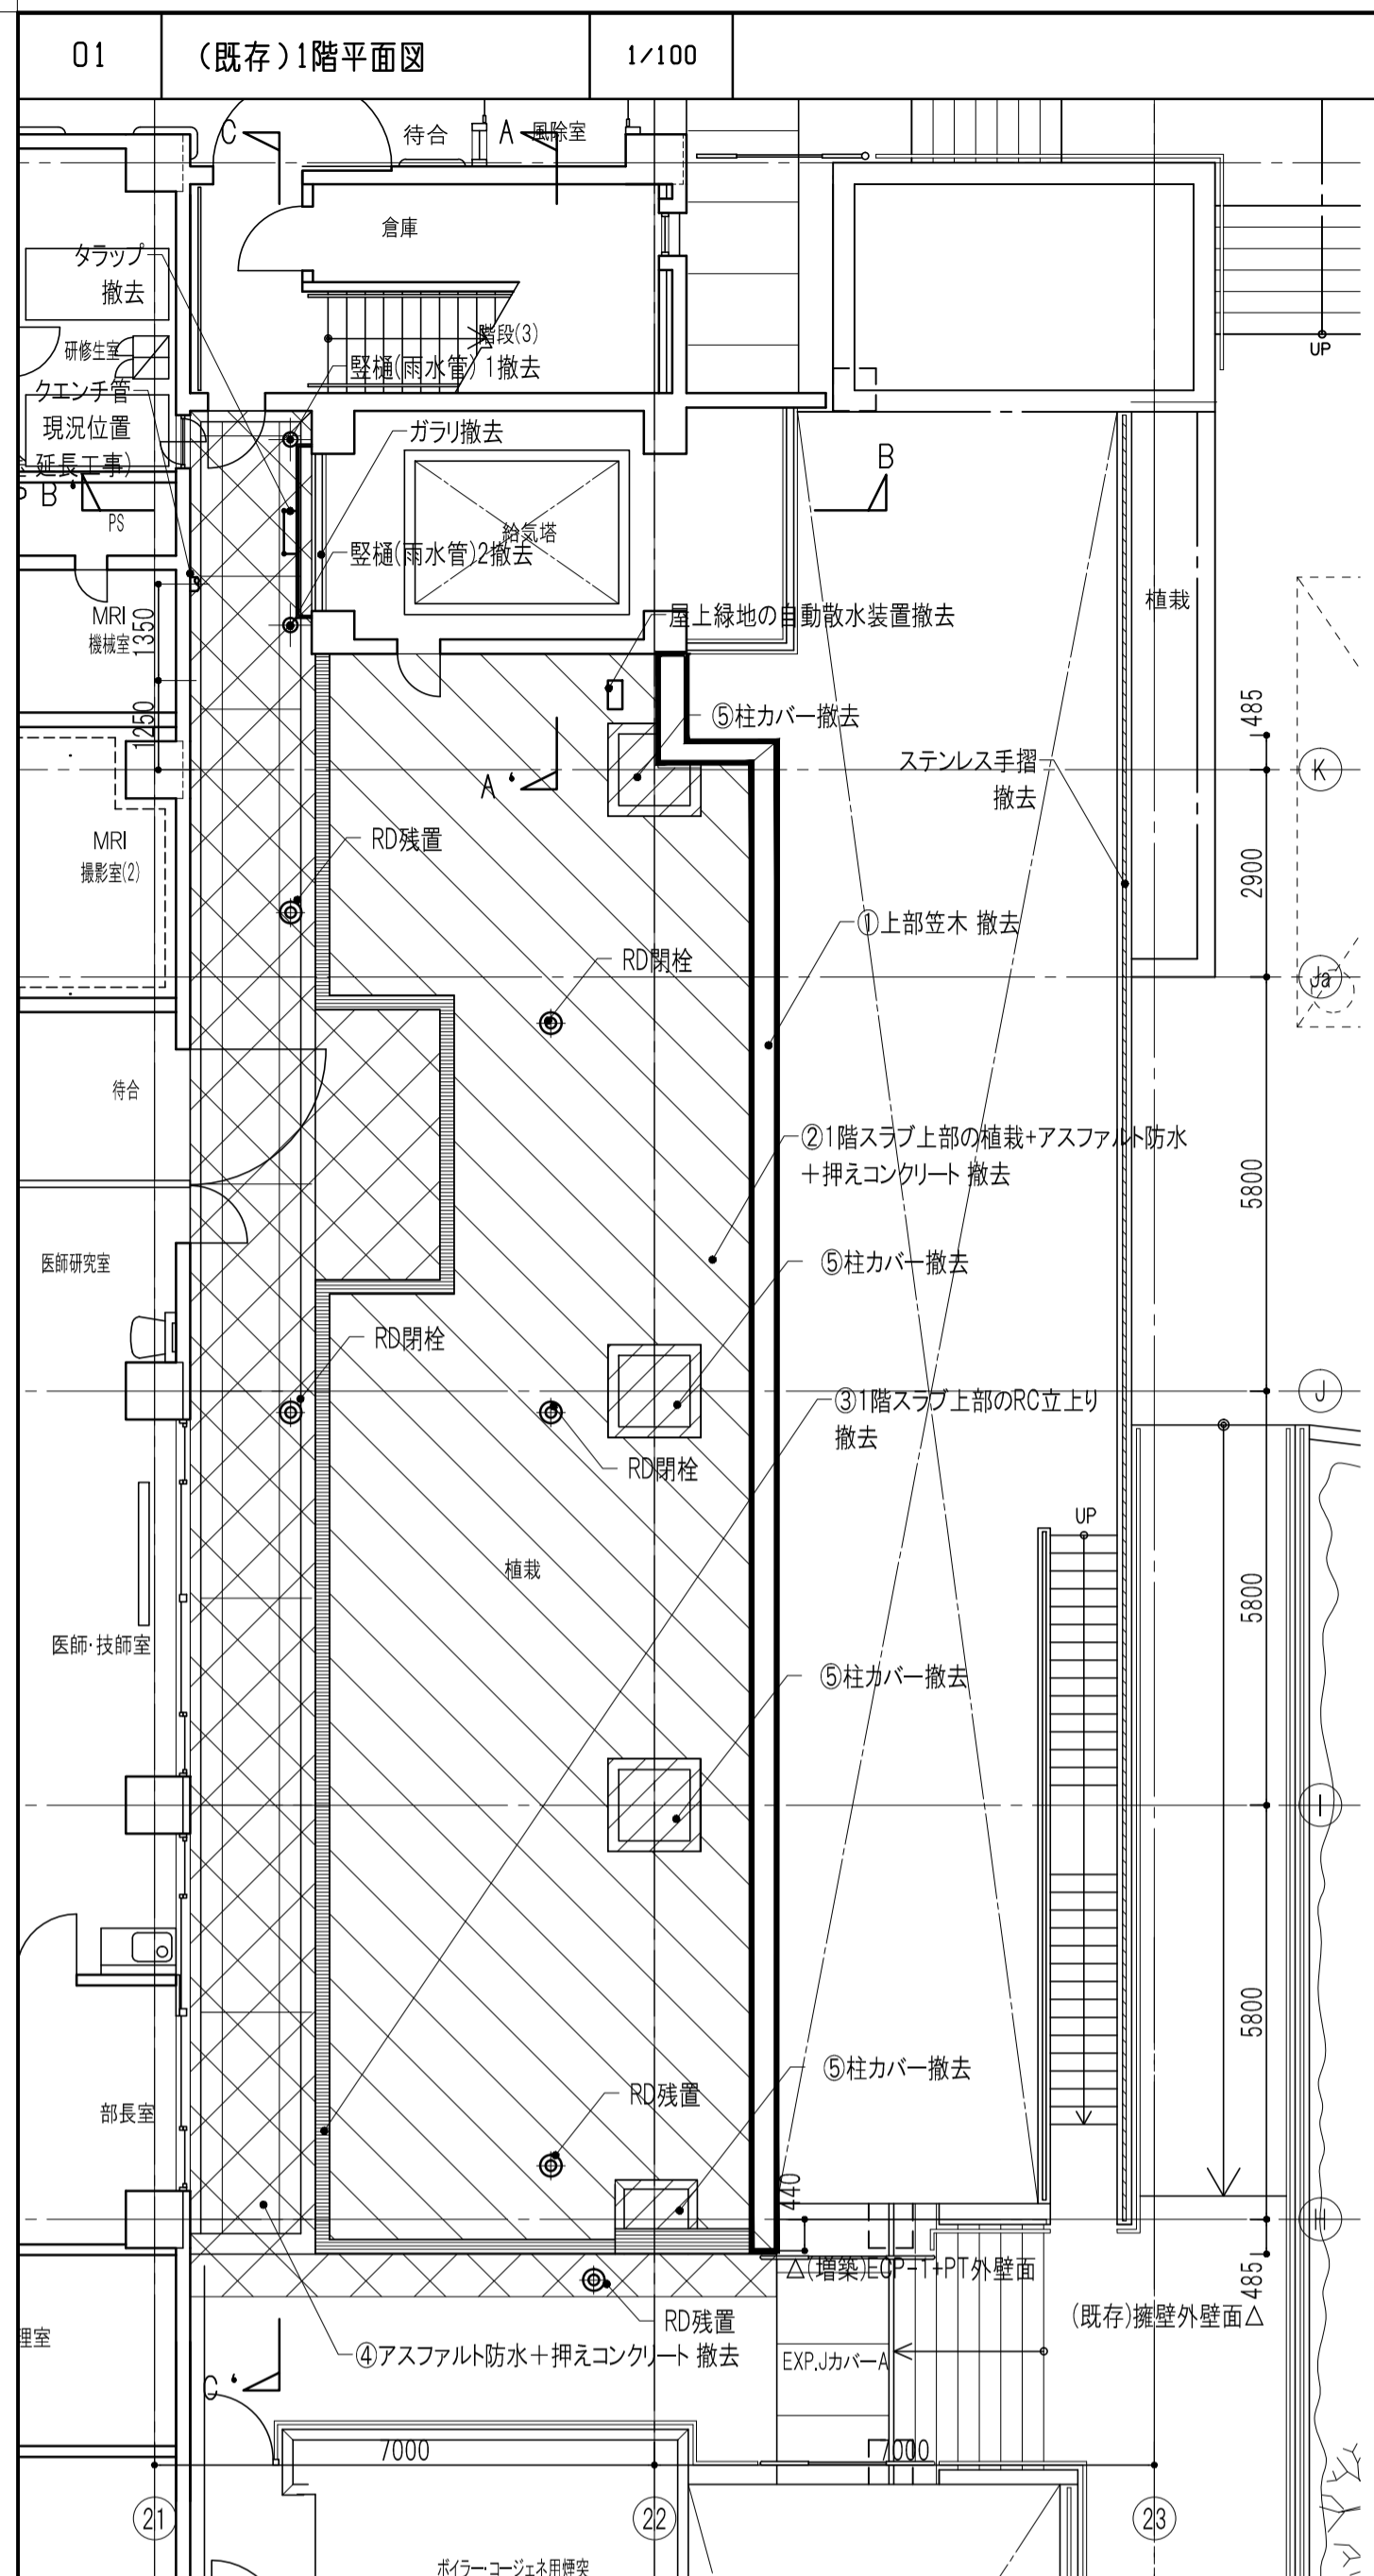 01
(既存)1階平面図
1/100
C
待合
A
風除室
倉庫
タラップ
撤去
階段(3)
研修生室
竪樋(雨水管)1撤去
UP
クエンチ管
現況位置
延長工事)
ガラリ撤去
B
B'
PS
給気塔
竪樋(雨水管)2撤去
MRI
機械室
1350
植栽
屋上緑地の自動散水装置撤去
1250
⑤柱カバー撤去
485
ステンレス手摺
撤去
K
A'
MRI
撮影室(2)
RD残置
2900
①上部笠木 撤去
RD閉栓
Ja
待合
②1階スラブ上部の植栽+アスファルト防水
+押えコンクリート 撤去
5800
医師研究室
⑤柱カバー撤去
RD閉栓
J
③1階スラブ上部のRC立上り
撤去
RD閉栓
UP
植栽
5800
医師・技師室
⑤柱カバー撤去
I
5800
⑤柱カバー撤去
RD残置
部長室
440
H
△(増築)ECP-1+PT外壁面
485
(既存)擁壁外壁面△
RD残置
理室
④アスファルト防水+押えコンクリート 撤去
EXP.JカバーA
C'
7000
7000
21
22
23
ボイラー・コージェネ用煙突